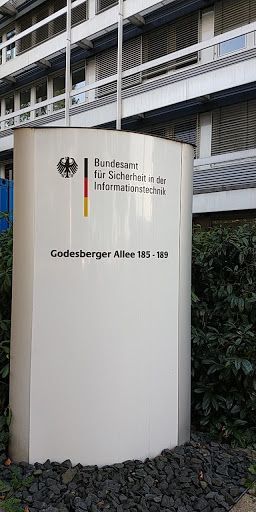 Bundesamt
für Sicherheit in der
Informationstechnik
Godesberger Allee 185 - 189